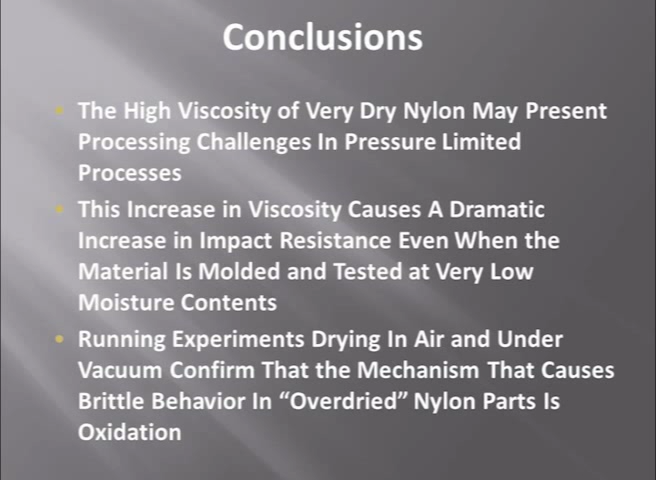 Conclusions
The High Viscosity of Very Dry Nylon May Present
Processing Challenges In Pressure Limited
Processes
This Increase in Viscosity Causes A Dramatic
Increase in Impact Resistance Even When the
Material Is Molded and Tested at Very Low
Moisture Contents
Running Experiments Drying In Air and Under
Vacuum Confirm That the Mechanism That Causes
Brittle Behavior In “Overdried” Nylon Parts Is
Oxidation